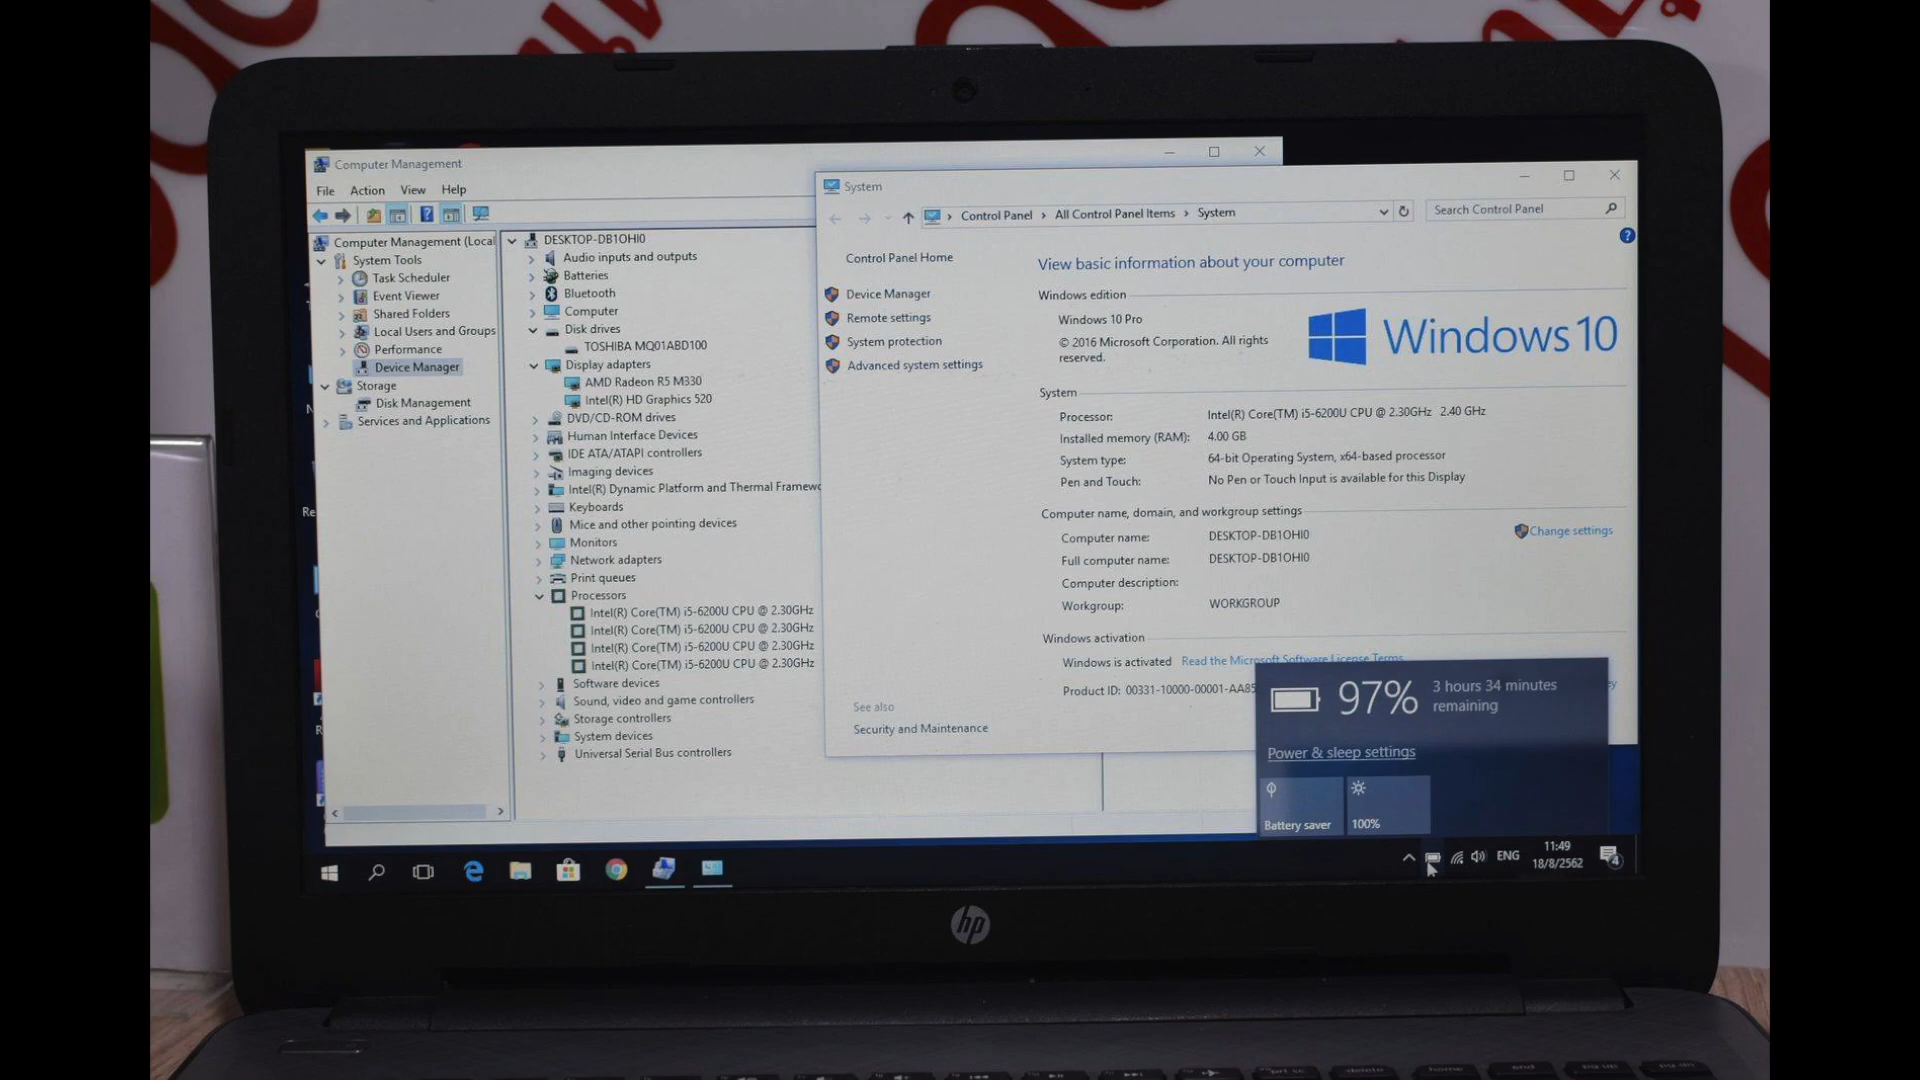 Computer Management
File Action View Help
Computer Management (Local
System Tools
Task Scheduler
Event Viewer
Shared Folders
Local Users and Groups
Performance
Device Manager
Storage
Disk Management
Services and Applications
DESKTOP-DB1OHI0
Audio inputs and outputs
Batteries
Bluetooth
Computer
Disk drives
TOSHIBA MQ01ABD100
Display adapters
AMD Radeon R5 M330
Intel(R) HD Graphics 520
DVD/CD-ROM drives
Human Interface Devices
IDE ATA/ATAPI controllers
Imaging devices
Intel(R) Dynamic Platform and Thermal Framewo
Keyboards
Mice and other pointing devices
Monitors
Network adapters
Print queues
Processors
Intel(R) Core(TM) i5-6200U CPU @ 2.30GHz
Intel(R) Core(TM) i5-6200U CPU @ 2.30GHz
Intel(R) Core(TM) i5-6200U CPU @ 2.30GHz
Intel(R) Core(TM) i5-6200U CPU @ 2.30GHz
Software devices
Sound, video and game controllers
Storage controllers
System devices
Universal Serial Bus controllers
System
Control Panel › All Control Panel Items › System
Search Control Panel
Control Panel Home
Device Manager
Remote settings
System protection
Advanced system settings
See also
Security and Maintenance
View basic information about your computer
Windows edition
Windows 10 Pro
© 2016 Microsoft Corporation. All rights
reserved.
Windows 10
System
Processor: Intel(R) Core(TM) i5-6200U CPU @ 2.30GHz 2.40 GHz
Installed memory (RAM): 4.00 GB
System type: 64-bit Operating System, x64-based processor
Pen and Touch: No Pen or Touch Input is available for this Display
Computer name, domain, and workgroup settings
Computer name: DESKTOP-DB1OHI0
Change settings
Full computer name: DESKTOP-DB1OHI0
Computer description:
Workgroup: WORKGROUP
Windows activation
Windows is activated Read the Microsoft Software License Terms
Product ID: 00331-10000-00001-AA85
97%
3 hours 34 minutes
remaining
Power & sleep settings
Battery saver
100%
ENG
11:49
18/8/2562
4
hp